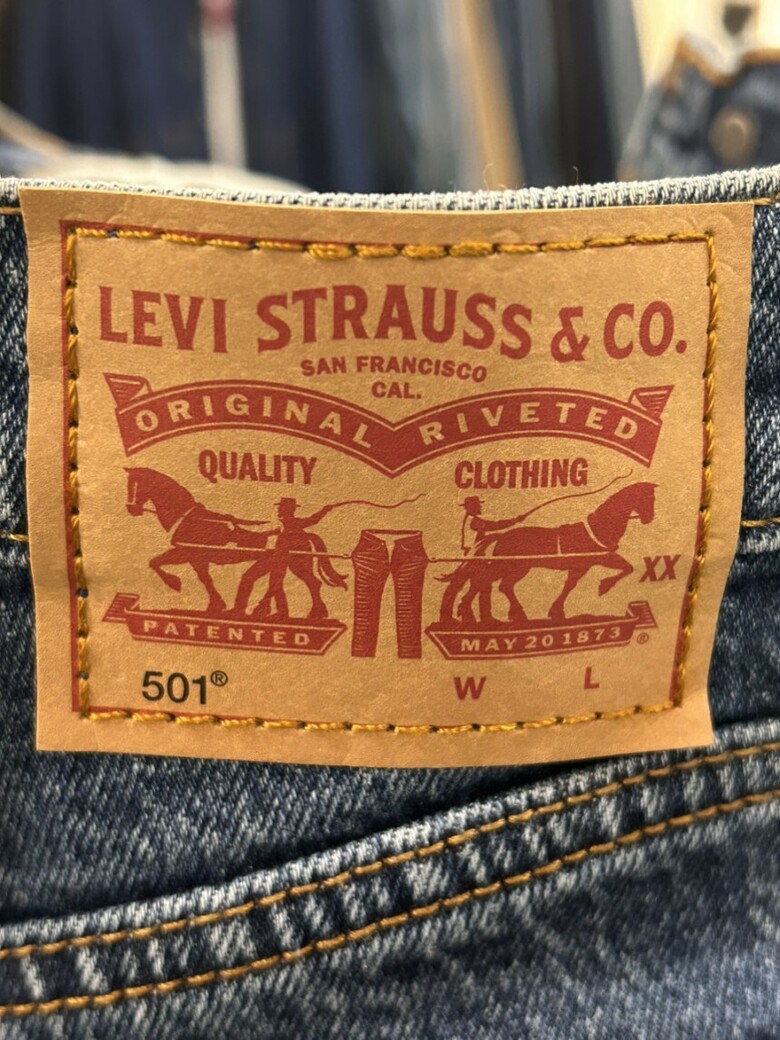 LEVI STRAUSS & CO.
SAN FRANCISCO
CAL.
ORIGINAL RIVETED
QUALITY CLOTHING
XX
PATENTED MAY 20 1873 ®
501® W L